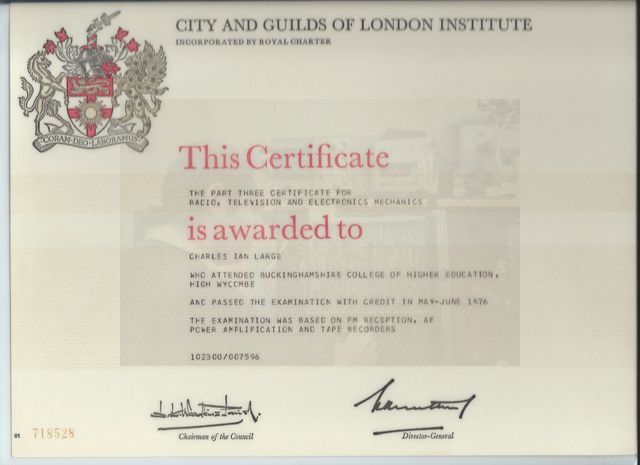 CITY AND GUILDS OF LONDON INSTITUTE
INCORPORATED BY ROYAL CHARTER
CORAM·DEO·LABORAMUS
This Certificate
THE PART THREE CERTIFICATE FOR
RADIO, TELEVISION AND ELECTRONICS MECHANICS
is awarded to
CHARLES IAN LARGE
WHO ATTENDED BUCKINGHAMSHIRE COLLEGE OF HIGHER EDUCATION,
HIGH WYCOMBE
AND PASSED THE EXAMINATION WITH CREDIT IN MAY-JUNE 1976
THE EXAMINATION WAS BASED ON FM RECEPTION, AF
POWER AMPLIFICATION AND TAPE RECORDERS
102300/007596
Chairman of the Council
Director-General
01 718528